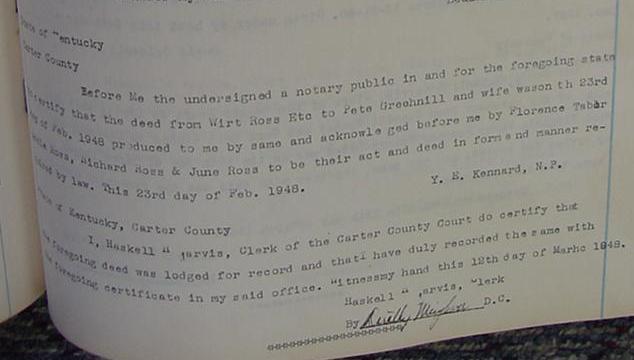 State of "entucky
Carter County
Before Me the undersigned a notary public in and for the foregoing state
certify that the deed from Wirt Ross Etc to Pete Greehnill and wife wason th 23rd
of Feb. 1948 produced to me by same and acknowle ged before me by Florence Taber
Ross, Richard Ross & June Ross to be their act and deed in formand manner re-
by law. This 23rd day of Feb. 1948.
Y. E. Kennard, N.P.
of Kentucky, Carter County
I, Haskell " jarvis, Clerk of the Carter County Court do certify that
foregoing deed was lodged for record and that I have duly recorded the same with
the foregoing certificate in my said office. "itnessmy hand this 12th day of Marhc 1948.
Haskell " jarvis, "lerk
By D.C.